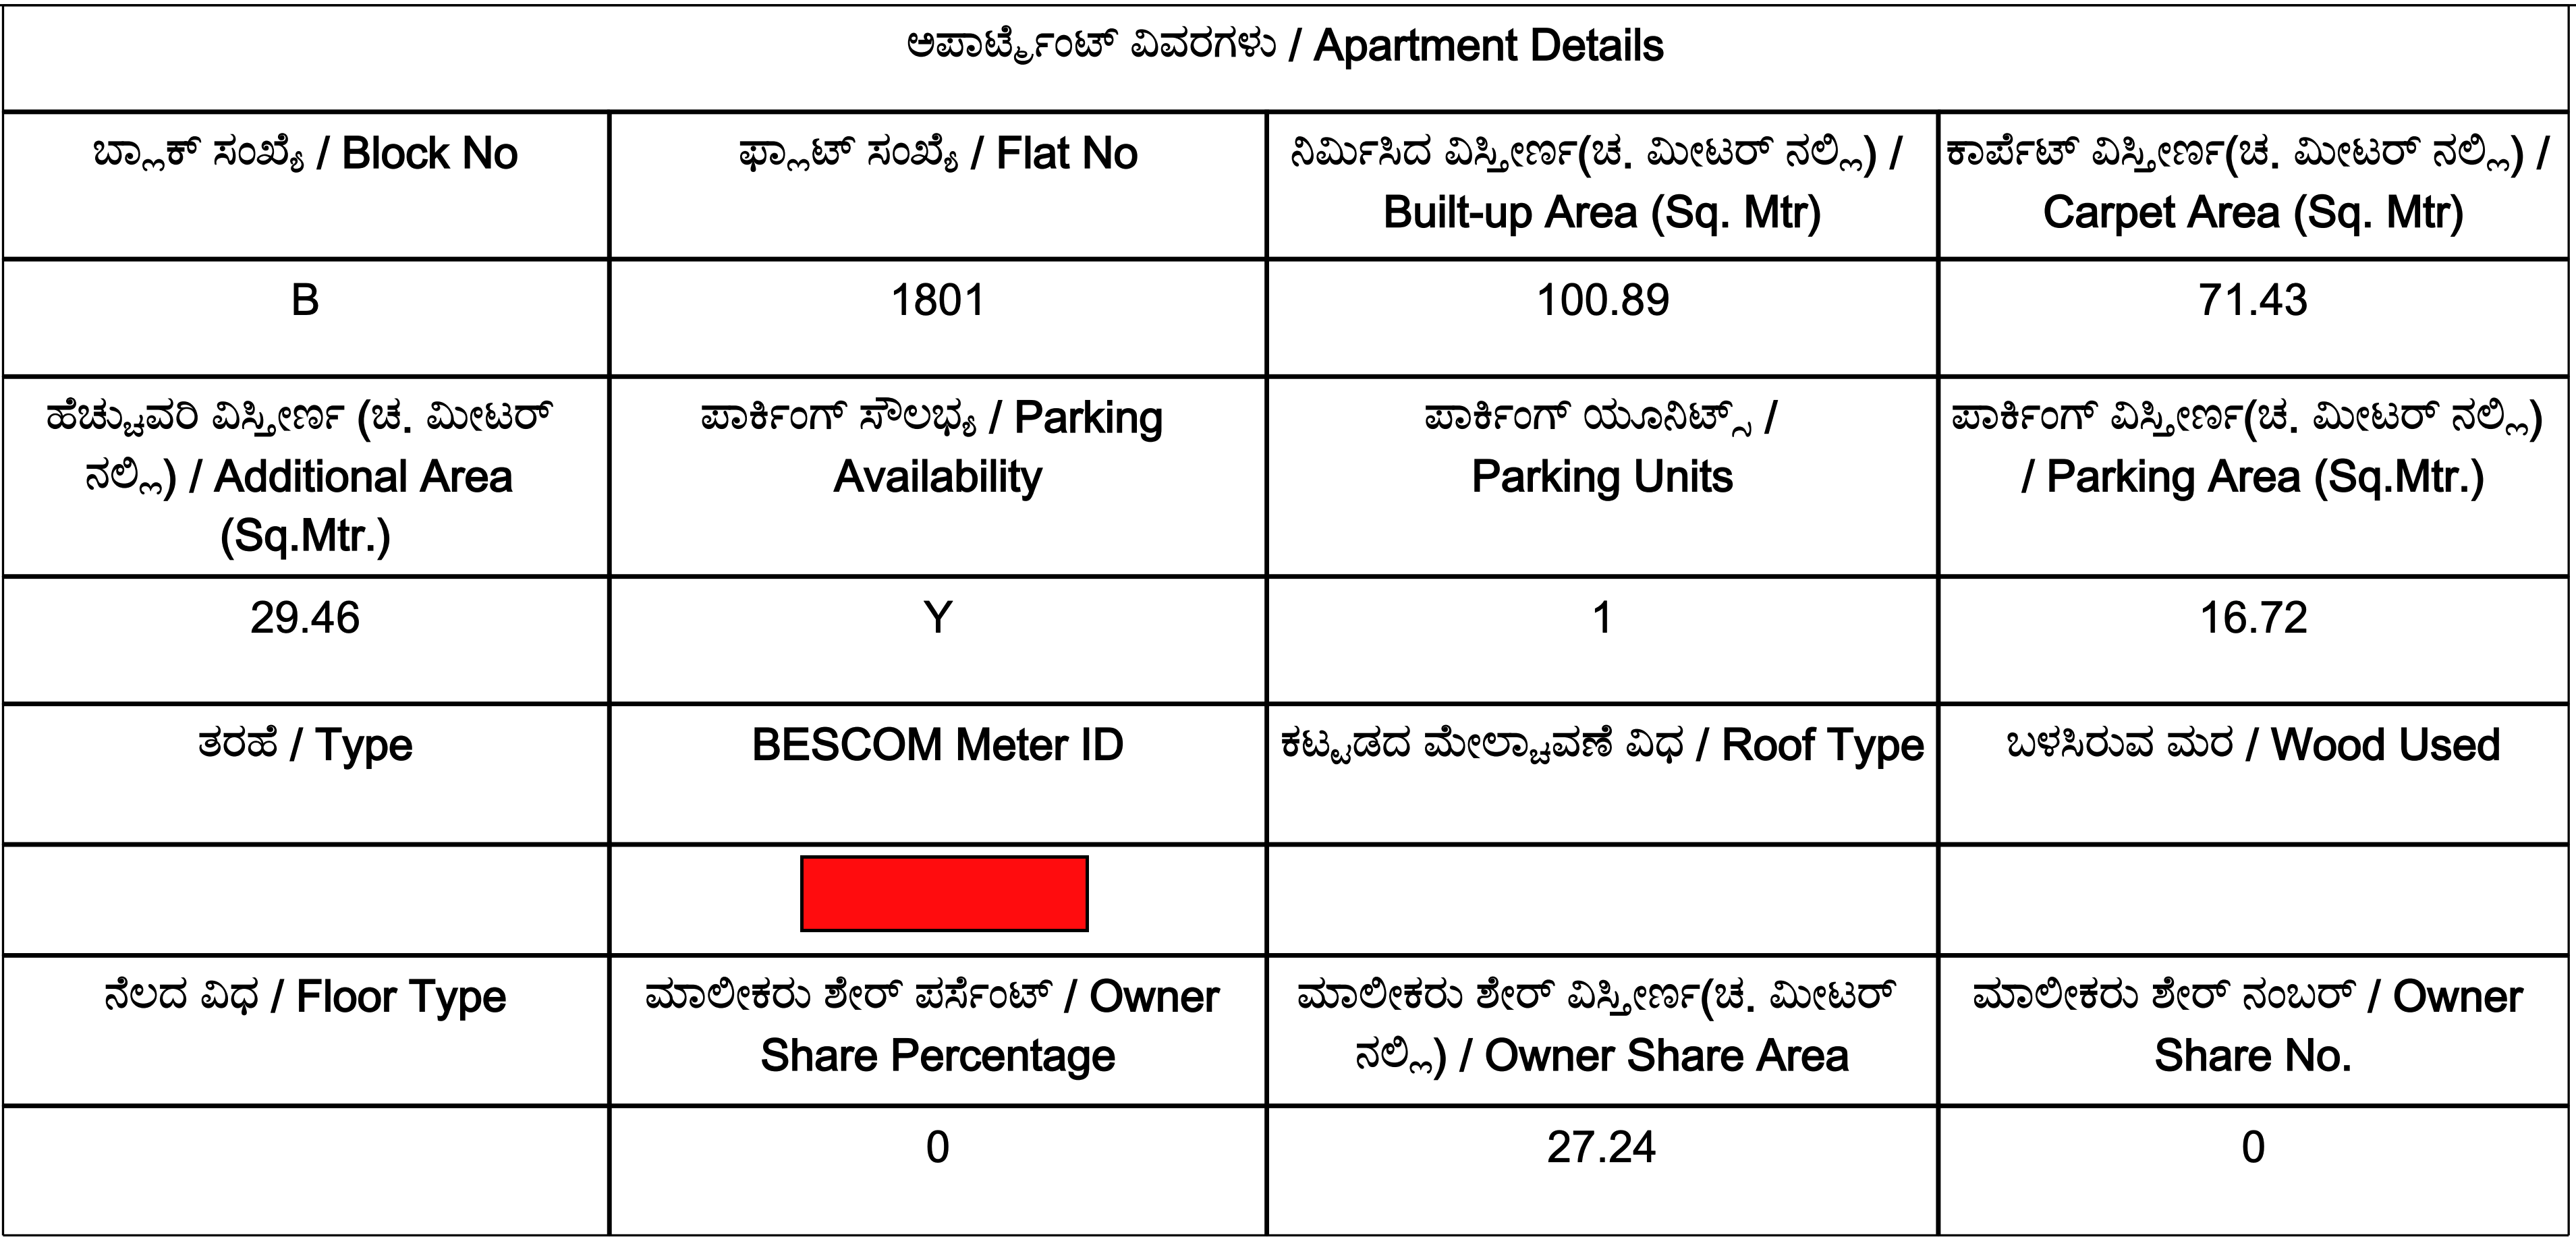 ಅಪಾರ್ಟ್ಮೆಂಟ್ ವಿವರಗಳು / Apartment Details
ಬ್ಲಾಕ್ ಸಂಖ್ಯೆ / Block No
ಫ್ಲಾಟ್ ಸಂಖ್ಯೆ / Flat No
ನಿರ್ಮಿಸಿದ ವಿಸ್ತೀರ್ಣ(ಚ. ಮೀಟರ್ ನಲ್ಲಿ) /
Built-up Area (Sq. Mtr)
ಕಾರ್ಪೆಟ್ ವಿಸ್ತೀರ್ಣ(ಚ. ಮೀಟರ್ ನಲ್ಲಿ) /
Carpet Area (Sq. Mtr)
B
1801
100.89
71.43
ಹೆಚ್ಚುವರಿ ವಿಸ್ತೀರ್ಣ (ಚ. ಮೀಟರ್
ನಲ್ಲಿ) / Additional Area
(Sq.Mtr.)
ಪಾರ್ಕಿಂಗ್ ಸೌಲಭ್ಯ / Parking
Availability
ಪಾರ್ಕಿಂಗ್ ಯೂನಿಟ್ಸ್ /
Parking Units
ಪಾರ್ಕಿಂಗ್ ವಿಸ್ತೀರ್ಣ(ಚ. ಮೀಟರ್ ನಲ್ಲಿ)
/ Parking Area (Sq.Mtr.)
29.46
Y
1
16.72
ತರಹೆ / Type
BESCOM Meter ID
ಕಟ್ಟಡದ ಮೇಲ್ಚಾವಣೆ ವಿಧ / Roof Type
ಬಳಸಿರುವ ಮರ / Wood Used
ನೆಲದ ವಿಧ / Floor Type
ಮಾಲೀಕರು ಶೇರ್ ಪರ್ಸೆಂಟ್ / Owner
Share Percentage
ಮಾಲೀಕರು ಶೇರ್ ವಿಸ್ತೀರ್ಣ(ಚ. ಮೀಟರ್
ನಲ್ಲಿ) / Owner Share Area
ಮಾಲೀಕರು ಶೇರ್ ನಂಬರ್ / Owner
Share No.
0
27.24
0